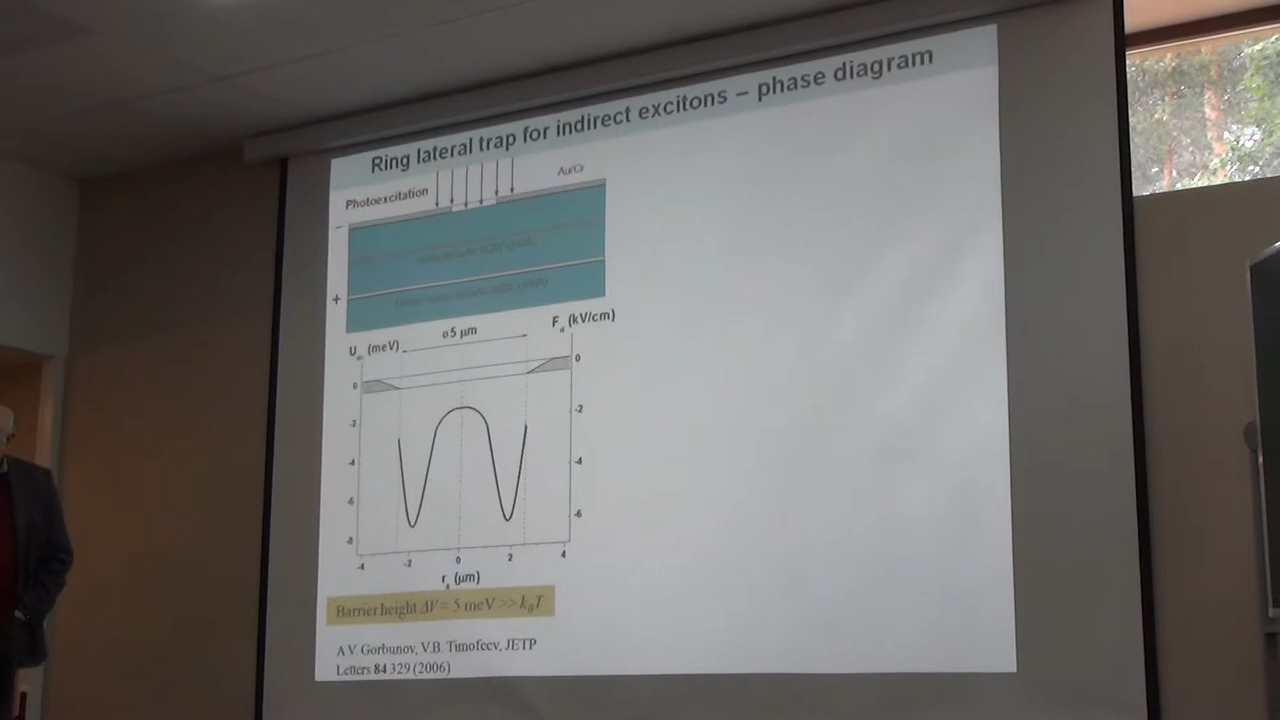 Ring lateral trap for indirect excitons – phase diagram
Photoexcitation
Au/Cr
–
+
ø5 μm
U (meV)
F (kV/cm)
0
-2
-4
-6
-8
0
-2
-4
-6
-4 -2 0 2 4
r (μm)
Barrier height ΔV ≈ 5 meV >> k_BT
A.V. Gorbunov, V.B. Timofeev, JETP
Letters 84 329 (2006)